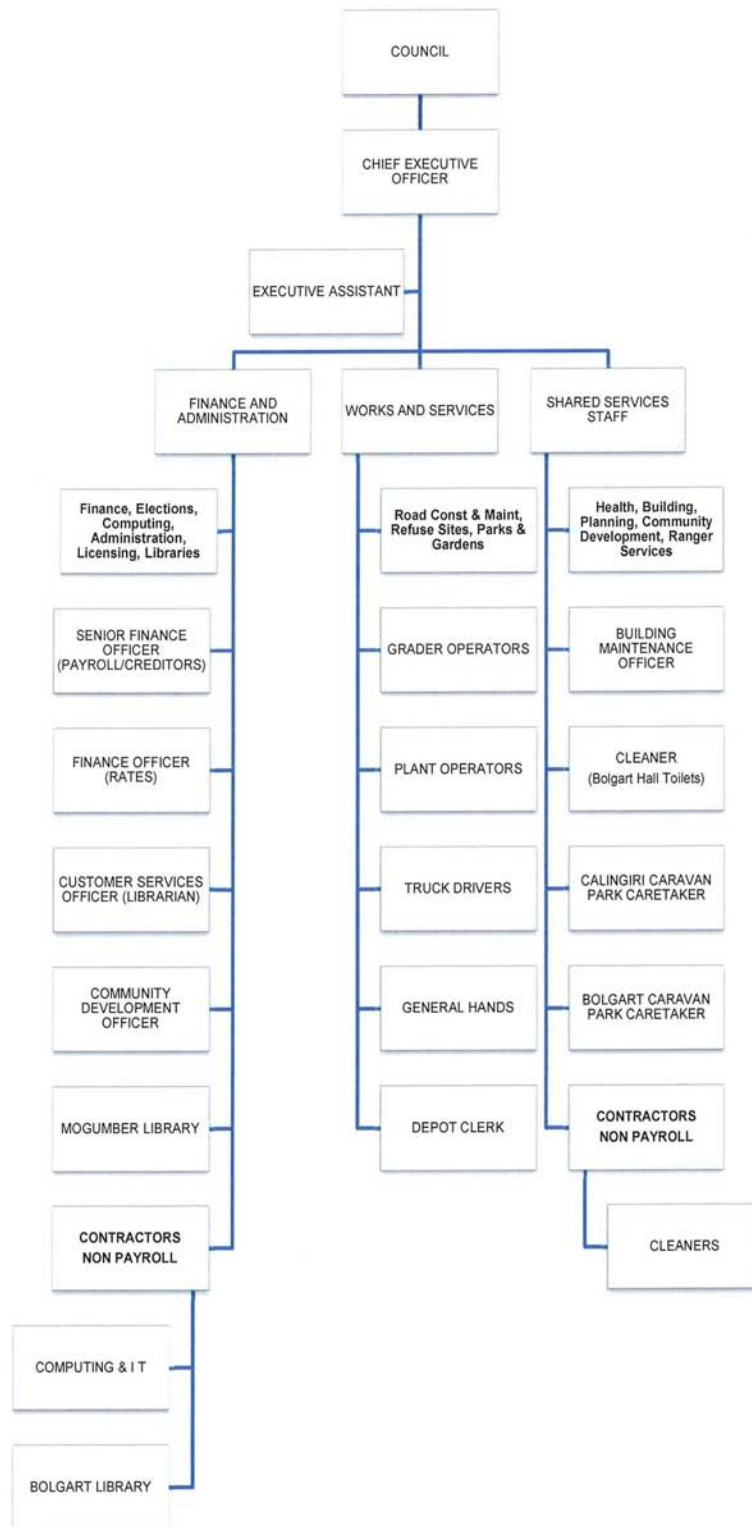 COUNCIL
CHIEF EXECUTIVE
OFFICER
EXECUTIVE ASSISTANT
FINANCE AND
ADMINISTRATION
WORKS AND SERVICES
SHARED SERVICES
STAFF
Finance, Elections,
Computing,
Administration,
Licensing, Libraries
Road Const & Maint,
Refuse Sites, Parks &
Gardens
Health, Building,
Planning, Community
Development, Ranger
Services
SENIOR FINANCE
OFFICER
(PAYROLL/CREDITORS)
GRADER OPERATORS
BUILDING
MAINTENANCE
OFFICER
FINANCE OFFICER
(RATES)
PLANT OPERATORS
CLEANER
(Bolgart Hall Toilets)
CUSTOMER SERVICES
OFFICER (LIBRARIAN)
TRUCK DRIVERS
CALINGIRI CARAVAN
PARK CARETAKER
COMMUNITY
DEVELOPMENT
OFFICER
GENERAL HANDS
BOLGART CARAVAN
PARK CARETAKER
MOGUMBER LIBRARY
DEPOT CLERK
CONTRACTORS
NON PAYROLL
CONTRACTORS
NON PAYROLL
CLEANERS
COMPUTING & I T
BOLGART LIBRARY